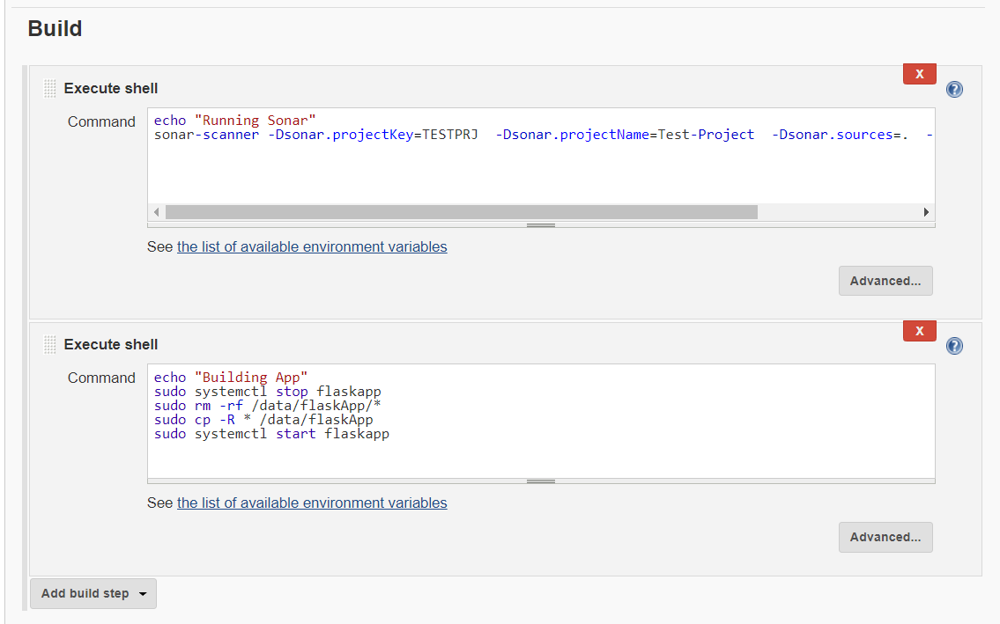 Build
Execute shell
X
?
Command
echo "Running Sonar"
sonar-scanner -Dsonar.projectKey=TESTPRJ  -Dsonar.projectName=Test-Project  -Dsonar.sources=.  -
See the list of available environment variables
Advanced...
Execute shell
X
?
Command
echo "Building App"
sudo systemctl stop flaskapp
sudo rm -rf /data/flaskApp/*
sudo cp -R * /data/flaskApp
sudo systemctl start flaskapp
See the list of available environment variables
Advanced...
Add build step